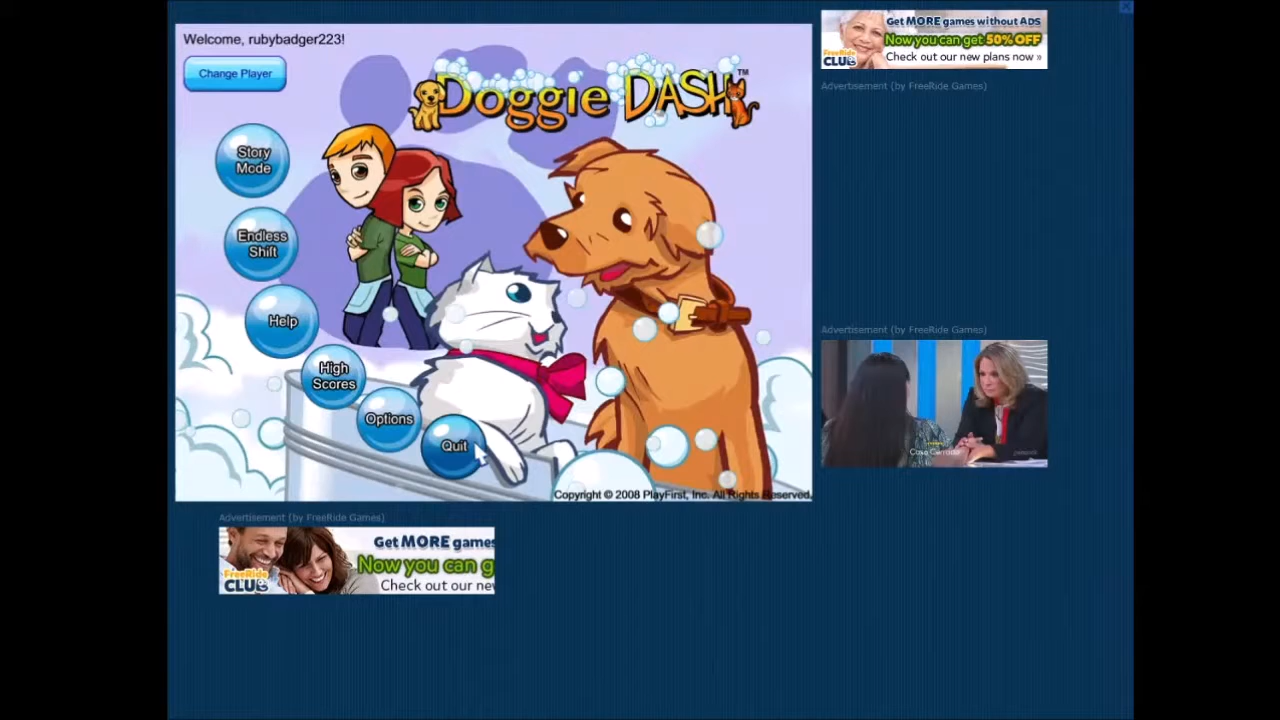 Welcome, rubybadger223!
Change Player
Doggie DASH™
Story
Mode
Endless
Shift
Help
High
Scores
Options
Quit
Copyright © 2008 PlayFirst, Inc. All Rights Reserved.
Get MORE games without ADS
Now you can get 50% OFF
Check out our new plans now »
FreeRide
CLUB
Advertisement (by FreeRide Games)
Advertisement (by FreeRide Games)
Advertisement (by FreeRide Games)
Get MORE games
Now you can g
Check out our new
FreeRide
CLUB